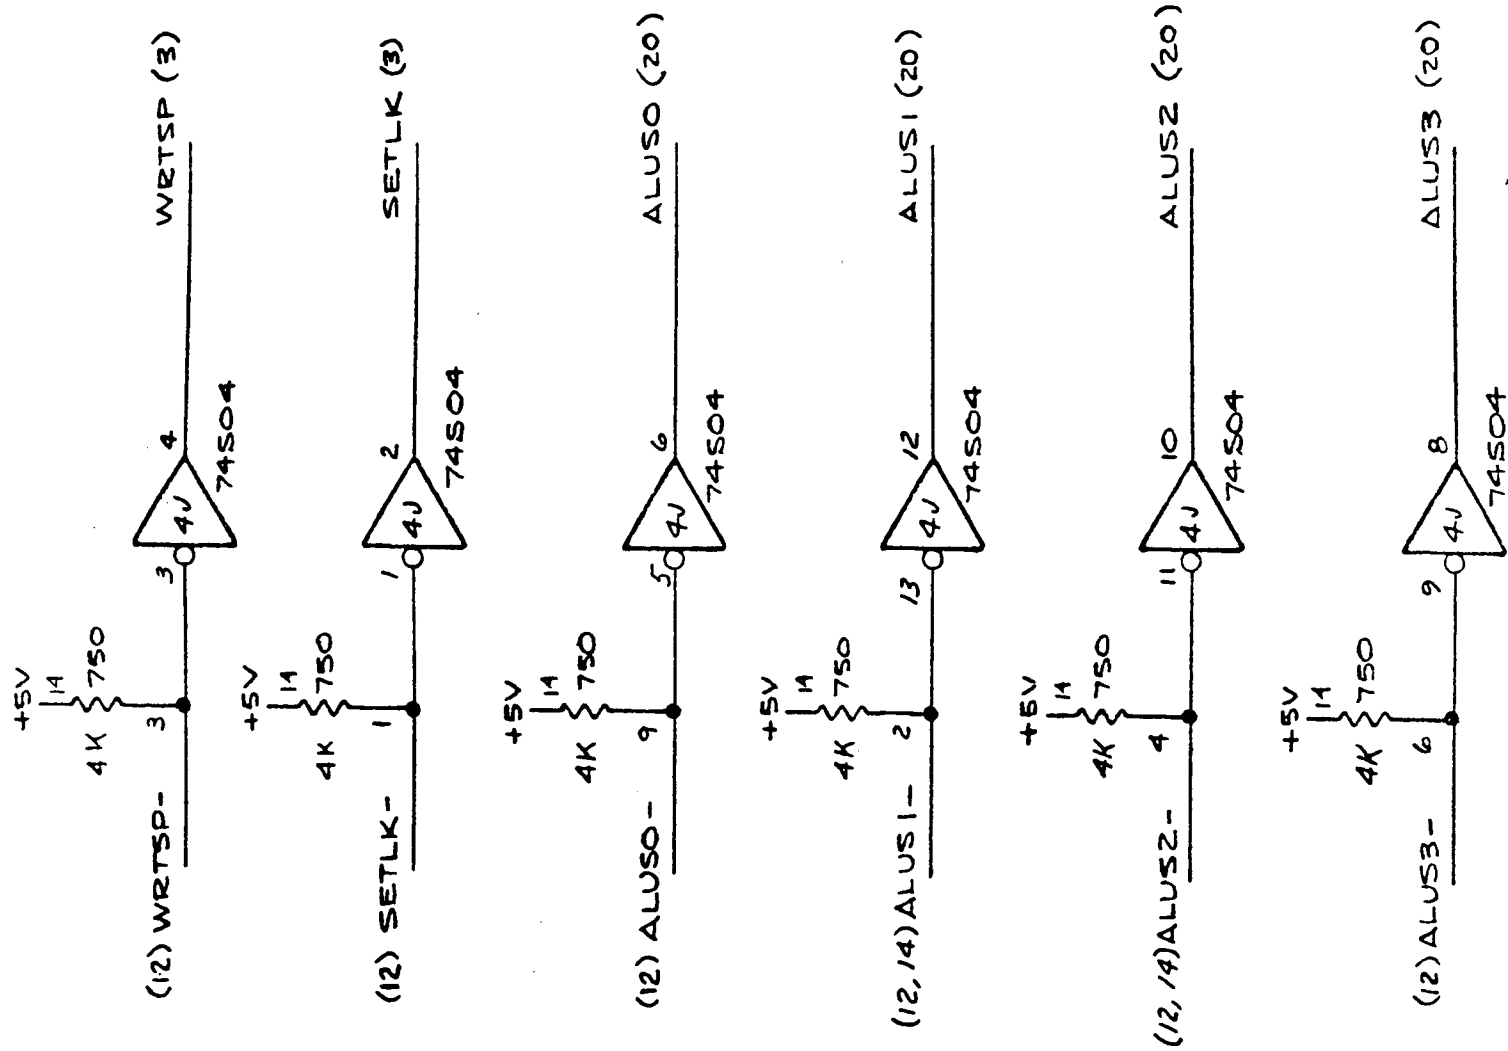 +5V
14
750
4K
3
(12) WRTSP-
3
4J
4
74S04
WRTSP (3)
+5V
14
750
4K
1
(12) SETLK-
1
4J
2
74S04
SETLK (3)
+5V
14
750
4K
9
(12) ALUS0-
5
4J
6
74S04
ALUS0 (20)
+5V
14
750
4K
2
(12, 14) ALUS1-
13
4J
12
74S04
ALUS1 (20)
+5V
14
750
4K
4
(12, 14) ALUS2-
11
4J
10
74S04
ALUS2 (20)
+5V
14
750
4K
6
(12) ALUS3-
9
4J
8
74S04
ALUS3 (20)